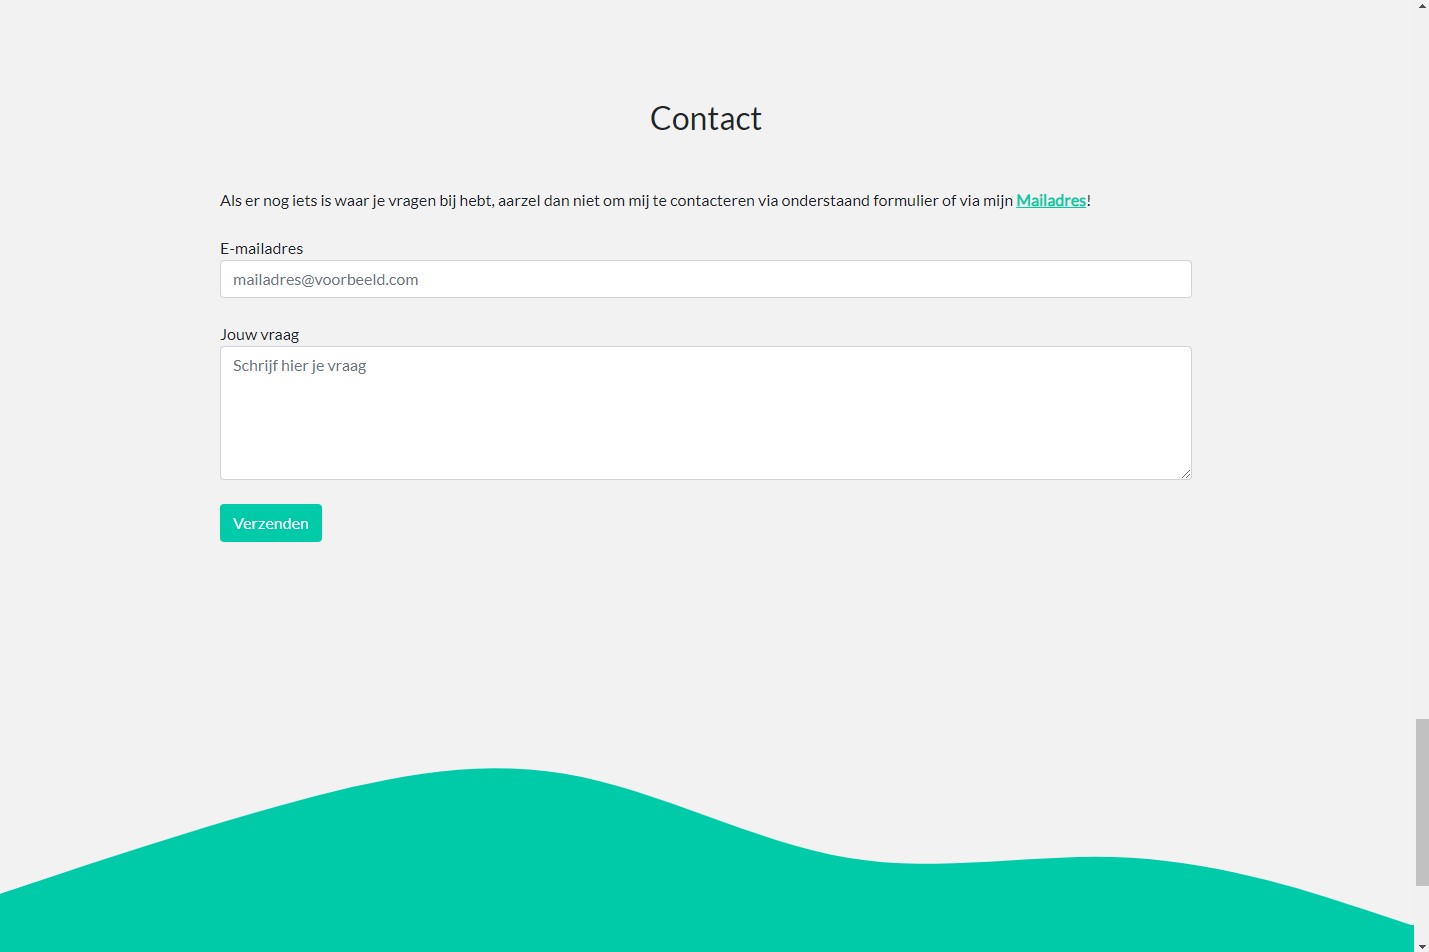 Contact
Als er nog iets is waar je vragen bij hebt, aarzel dan niet om mij te contacteren via onderstaand formulier of via mijn Mailadres!
E-mailadres
mailadres@voorbeeld.com
Jouw vraag
Schrijf hier je vraag
Verzenden